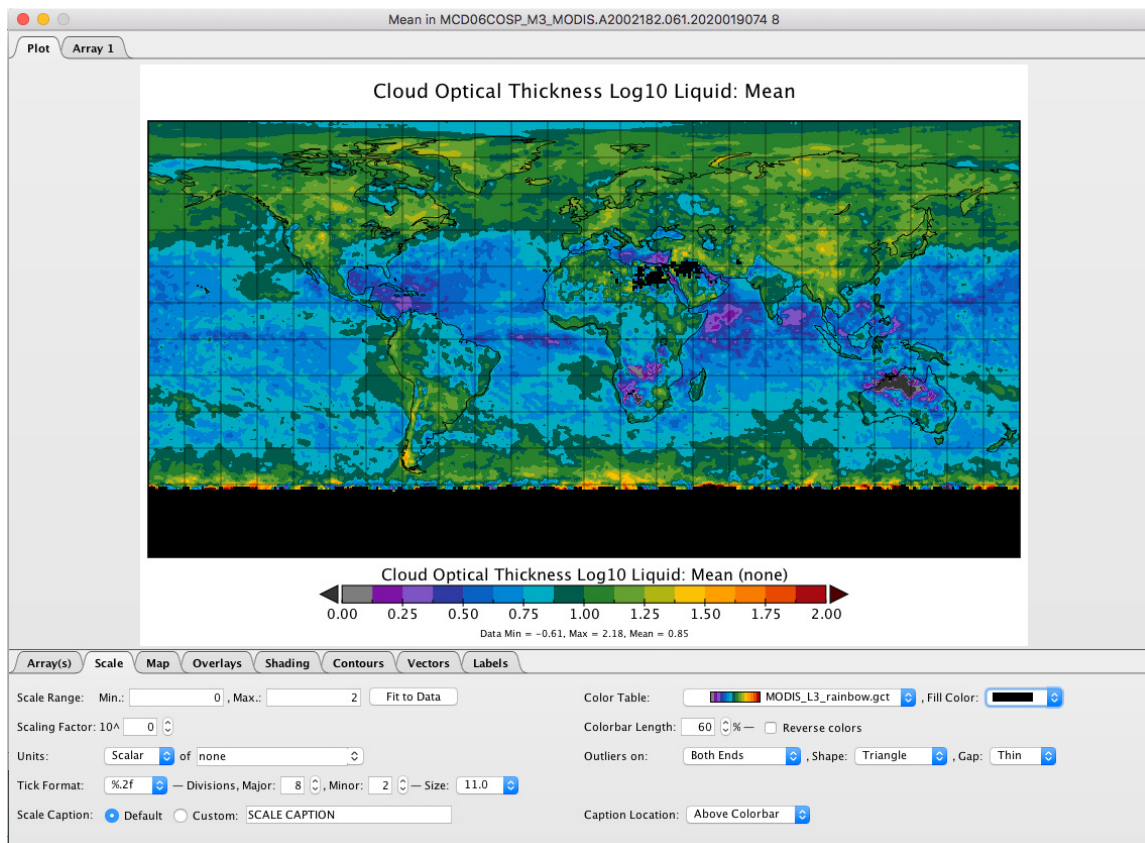 Mean in MCD06COSP_M3_MODIS.A2002182.061.2020019074 8
Plot Array 1
Cloud Optical Thickness Log10 Liquid: Mean
Cloud Optical Thickness Log10 Liquid: Mean (none)
0.00 0.25 0.50 0.75 1.00 1.25 1.50 1.75 2.00
Data Min = -0.61, Max = 2.18, Mean = 0.85
Array(s) Scale Map Overlays Shading Contours Vectors Labels
Scale Range: Min.: 0 , Max.: 2 Fit to Data Color Table: MODIS_L3_rainbow.gct , Fill Color:
Scaling Factor: 10^ 0 Colorbar Length: 60 % — Reverse colors
Units: Scalar of none Outliers on: Both Ends , Shape: Triangle , Gap: Thin
Tick Format: %.2f — Divisions, Major: 8 , Minor: 2 — Size: 11.0
Scale Caption: Default Custom: SCALE CAPTION Caption Location: Above Colorbar